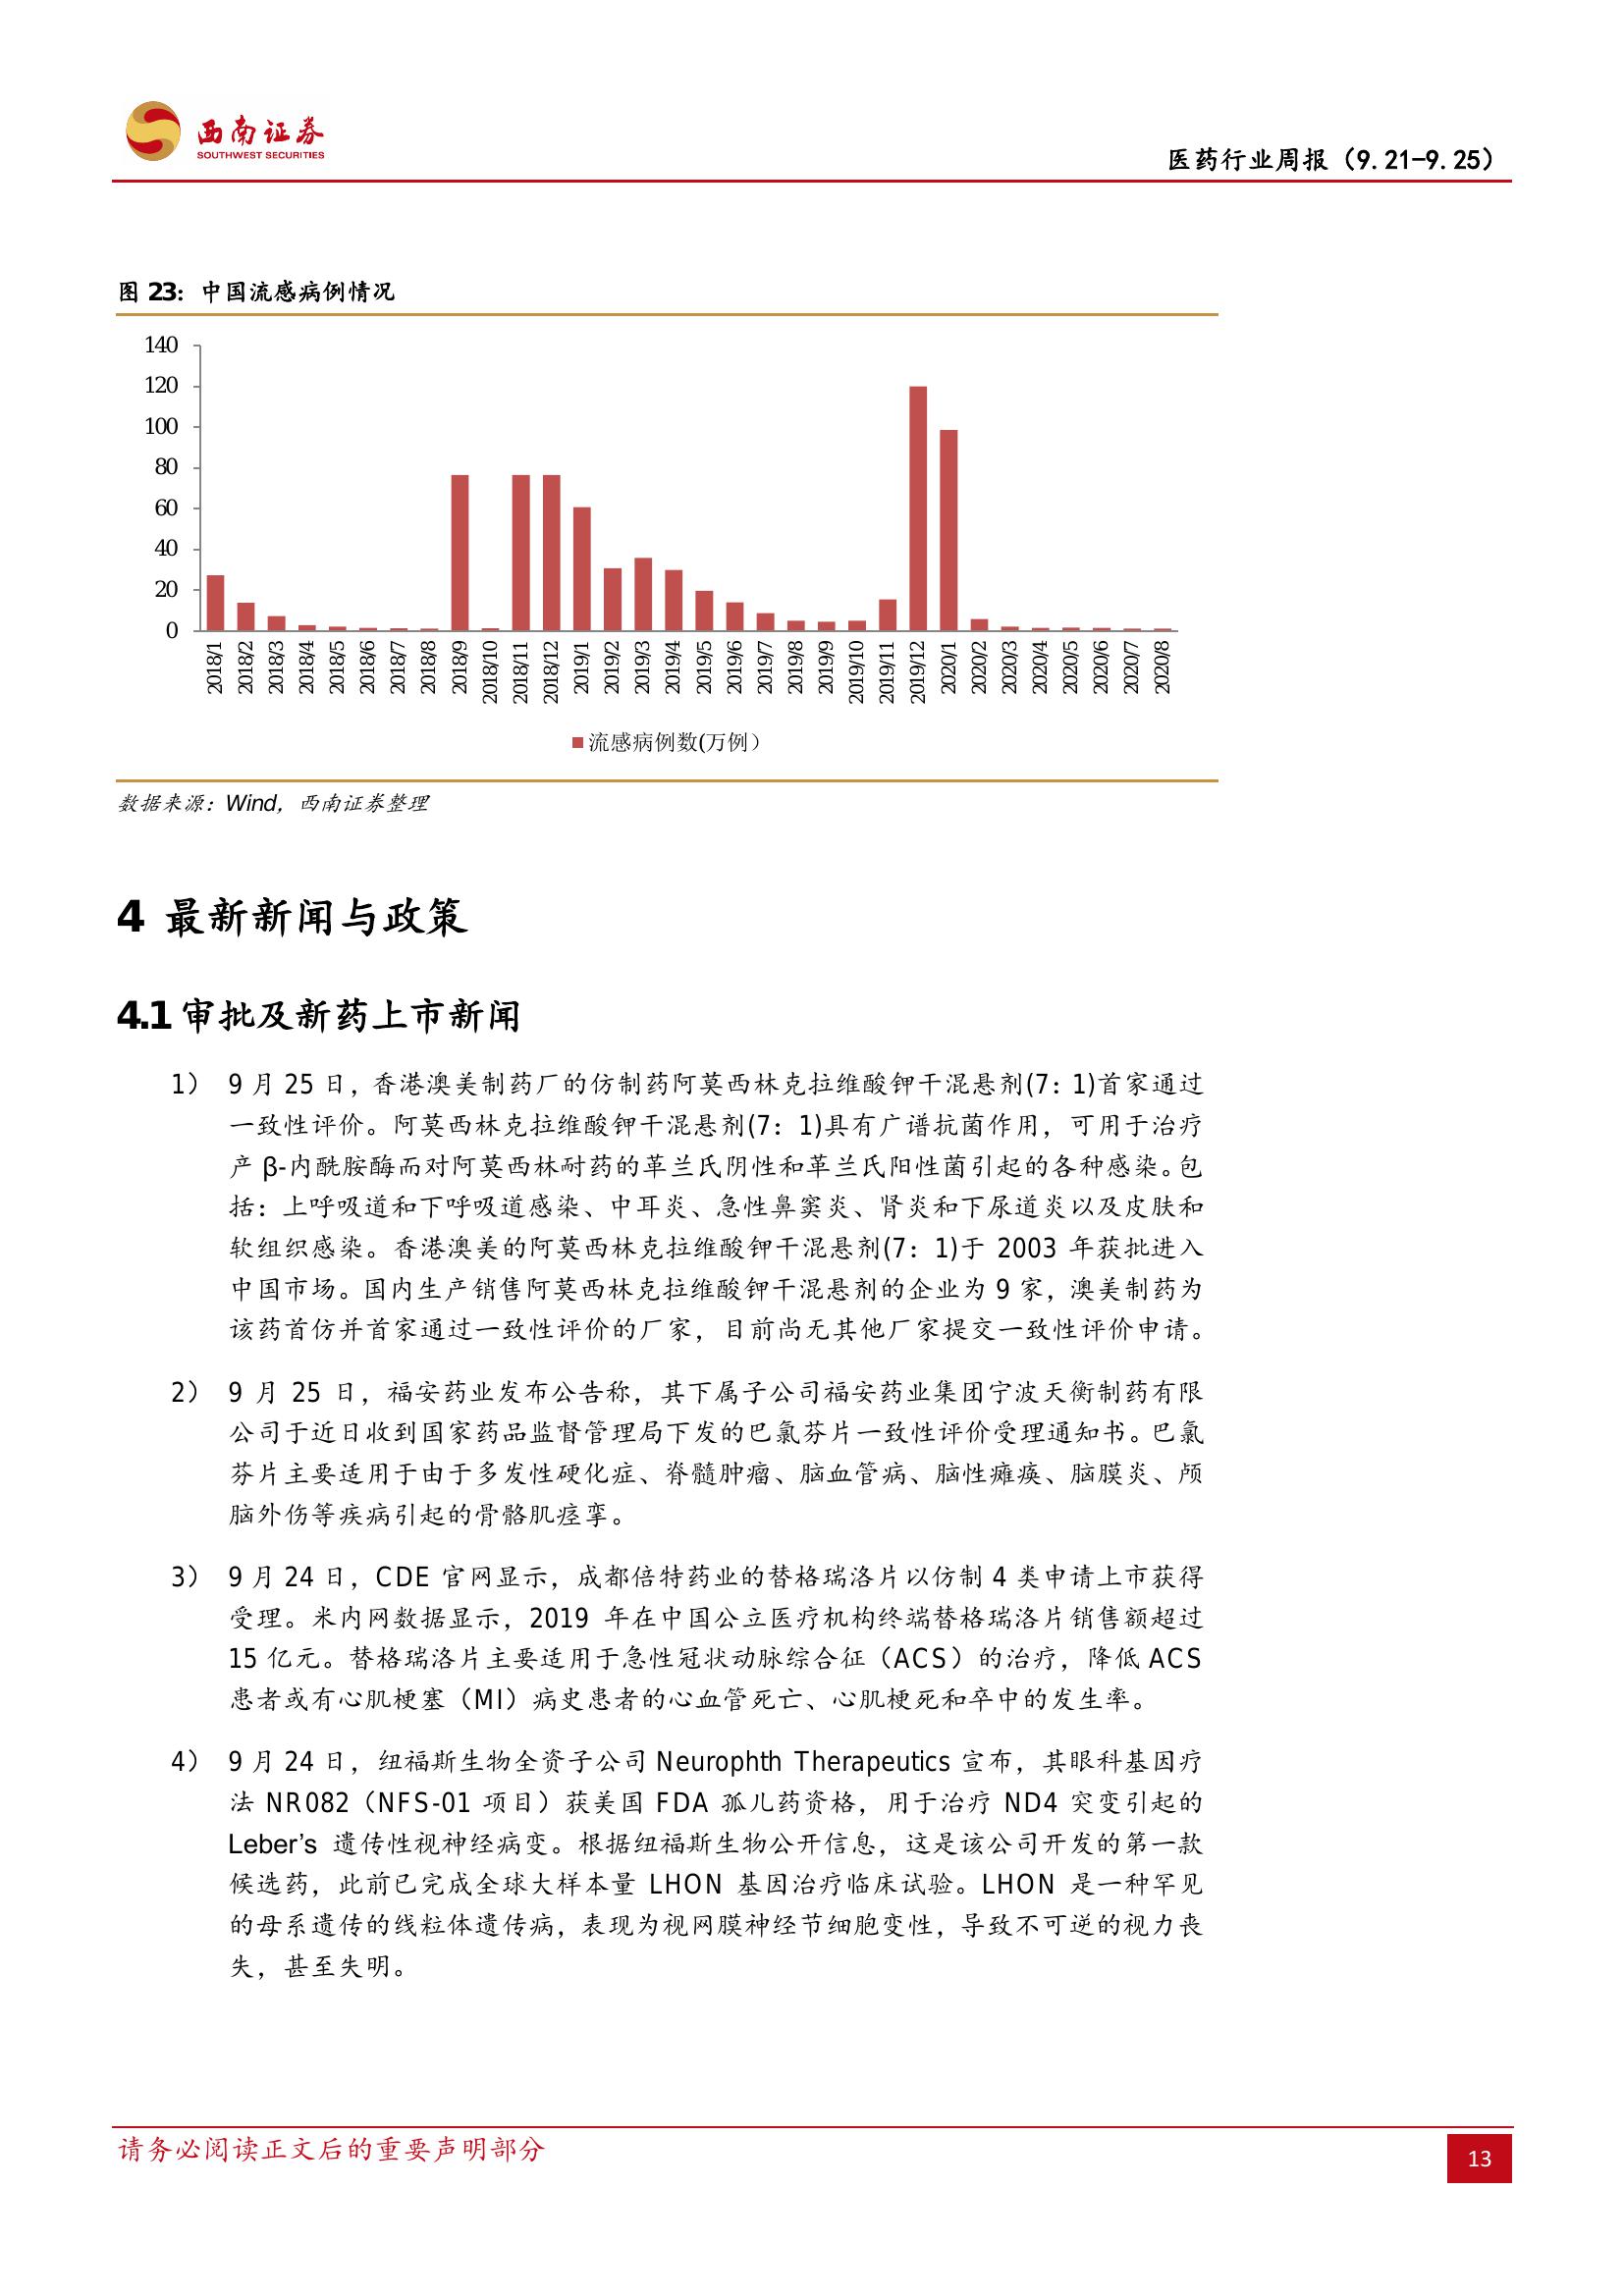 西南证券
SOUTHWEST SECURITIES
医药行业周报（9.21-9.25）
图 23：中国流感病例情况
140
120
100
80
60
40
20
0
2018/1
2018/2
2018/3
2018/4
2018/5
2018/6
2018/7
2018/8
2018/9
2018/10
2018/11
2018/12
2019/1
2019/2
2019/3
2019/4
2019/5
2019/6
2019/7
2019/8
2019/9
2019/10
2019/11
2019/12
2020/1
2020/2
2020/3
2020/4
2020/5
2020/6
2020/7
2020/8
流感病例数(万例）
数据来源：Wind，西南证券整理
4 最新新闻与政策
4.1 审批及新药上市新闻
1） 9 月 25 日，香港澳美制药厂的仿制药阿莫西林克拉维酸钾干混悬剂(7：1)首家通过
一致性评价。阿莫西林克拉维酸钾干混悬剂(7：1)具有广谱抗菌作用，可用于治疗
产 β-内酰胺酶而对阿莫西林耐药的革兰氏阴性和革兰氏阳性菌引起的各种感染。包
括：上呼吸道和下呼吸道感染、中耳炎、急性鼻窦炎、肾炎和下尿道炎以及皮肤和
软组织感染。香港澳美的阿莫西林克拉维酸钾干混悬剂(7：1)于 2003 年获批进入
中国市场。国内生产销售阿莫西林克拉维酸钾干混悬剂的企业为 9 家，澳美制药为
该药首仿并首家通过一致性评价的厂家，目前尚无其他厂家提交一致性评价申请。
2） 9 月 25 日，福安药业发布公告称，其下属子公司福安药业集团宁波天衡制药有限
公司于近日收到国家药品监督管理局下发的巴氯芬片一致性评价受理通知书。巴氯
芬片主要适用于由于多发性硬化症、脊髓肿瘤、脑血管病、脑性瘫痪、脑膜炎、颅
脑外伤等疾病引起的骨骼肌痉挛。
3） 9 月 24 日，CDE 官网显示，成都倍特药业的替格瑞洛片以仿制 4 类申请上市获得
受理。米内网数据显示，2019 年在中国公立医疗机构终端替格瑞洛片销售额超过
15 亿元。替格瑞洛片主要适用于急性冠状动脉综合征（ACS）的治疗，降低 ACS
患者或有心肌梗塞（MI）病史患者的心血管死亡、心肌梗死和卒中的发生率。
4） 9 月 24 日，纽福斯生物全资子公司 Neurophth Therapeutics 宣布，其眼科基因疗
法 NR082（NFS-01 项目）获美国 FDA 孤儿药资格，用于治疗 ND4 突变引起的
Leber’s 遗传性视神经病变。根据纽福斯生物公开信息，这是该公司开发的第一款
候选药，此前已完成全球大样本量 LHON 基因治疗临床试验。LHON 是一种罕见
的母系遗传的线粒体遗传病，表现为视网膜神经节细胞变性，导致不可逆的视力丧
失，甚至失明。
请务必阅读正文后的重要声明部分
13